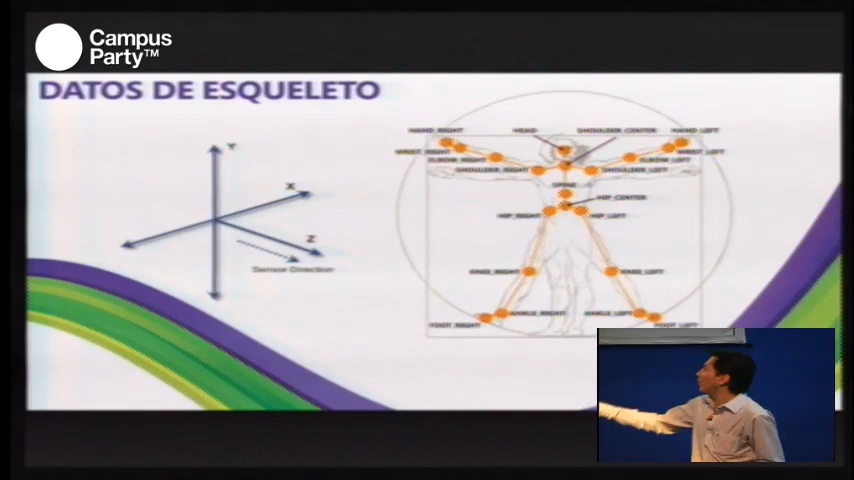 Campus
Party™
DATOS DE ESQUELETO
Y
X
Z
Sensor Direction
HAND_RIGHT
HEAD
SHOULDER_CENTER
HAND_LEFT
WRIST_RIGHT
WRIST_LEFT
ELBOW_RIGHT
ELBOW_LEFT
SHOULDER_RIGHT
SHOULDER_LEFT
SPINE
HIP_CENTER
HIP_RIGHT
HIP_LEFT
KNEE_RIGHT
KNEE_LEFT
ANKLE_RIGHT
ANKLE_LEFT
FOOT_RIGHT
FOOT_LEFT